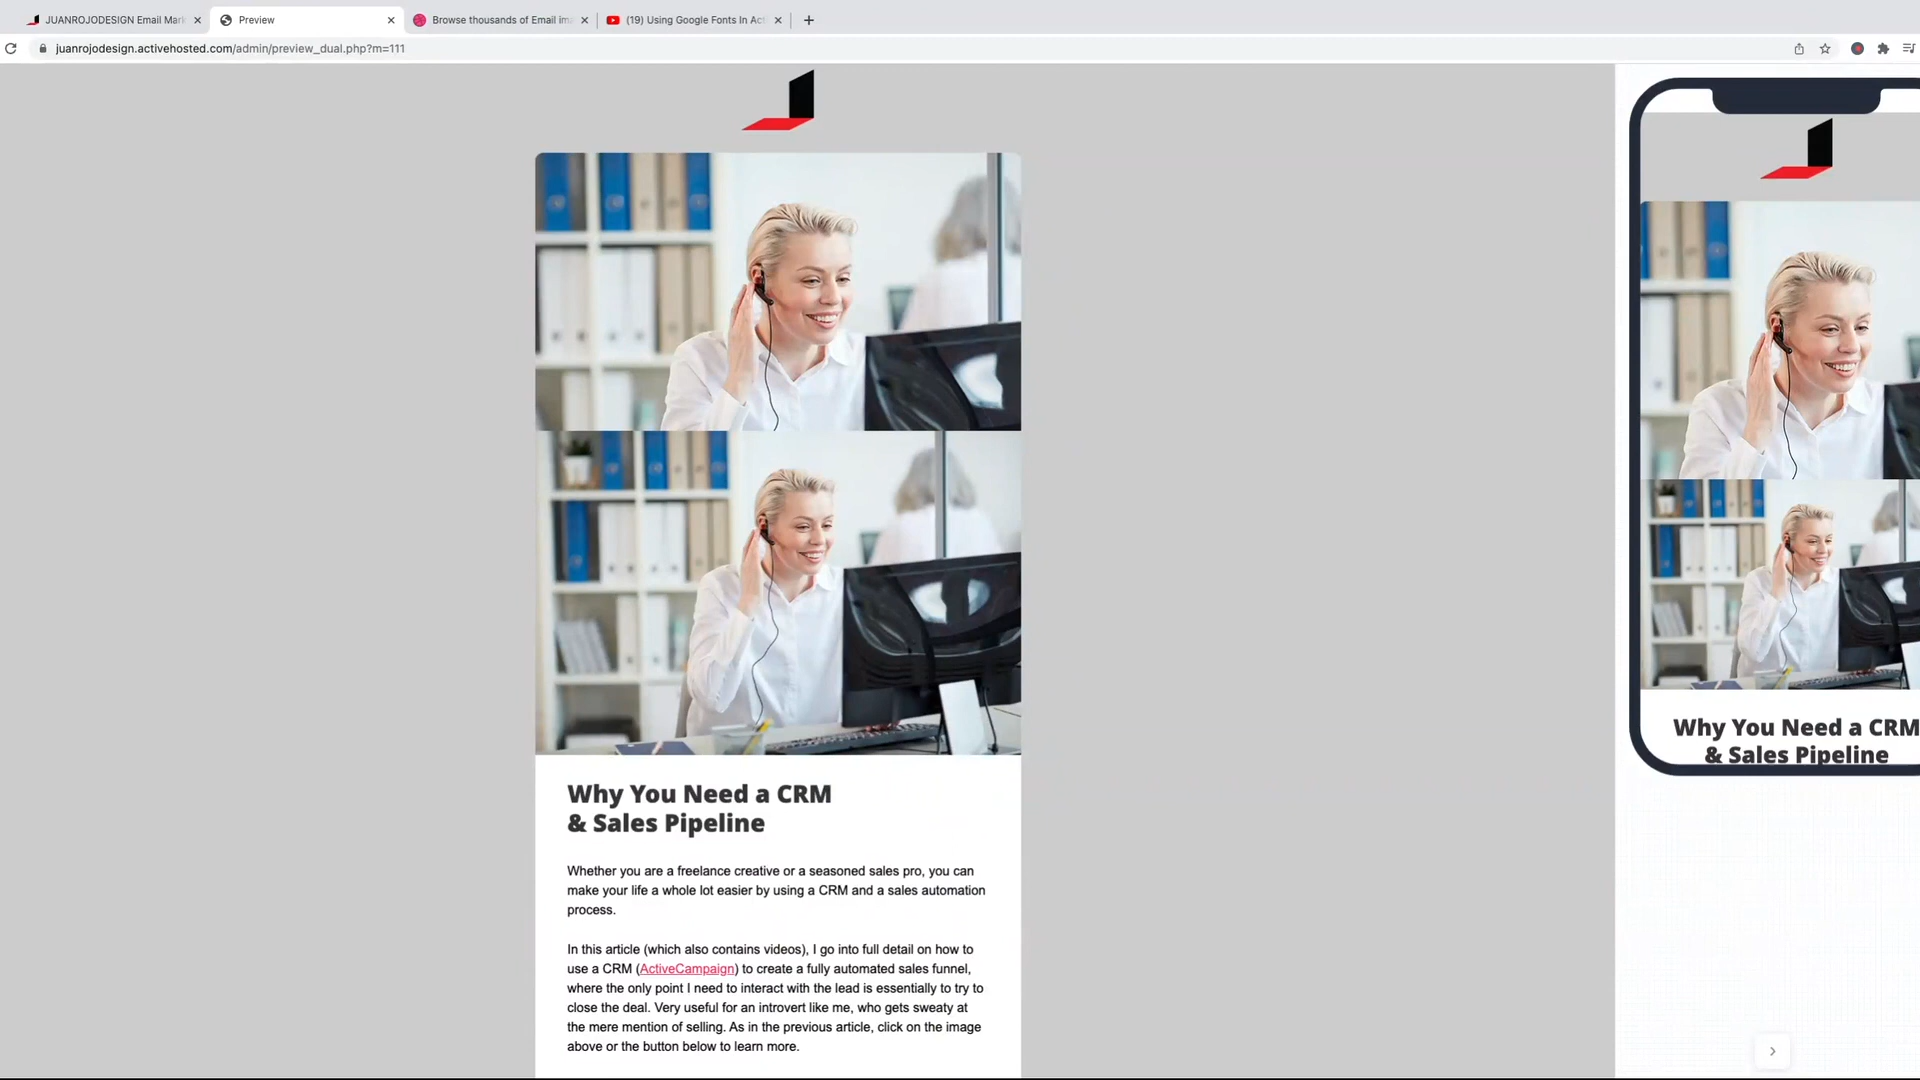 JUANROJODESIGN Email Mark
Preview
Browse thousands of Email im
(19) Using Google Fonts In Act
juanrojodesign.activehosted.com/admin/preview_dual.php?m=111
Why You Need a CRM
& Sales Pipeline
Whether you are a freelance creative or a seasoned sales pro, you can
make your life a whole lot easier by using a CRM and a sales automation
process.
In this article (which also contains videos), I go into full detail on how to
use a CRM (ActiveCampaign) to create a fully automated sales funnel,
where the only point I need to interact with the lead is essentially to try to
close the deal. Very useful for an introvert like me, who gets sweaty at
the mere mention of selling. As in the previous article, click on the image
above or the button below to learn more.
Why You Need a CRM
& Sales Pipeline